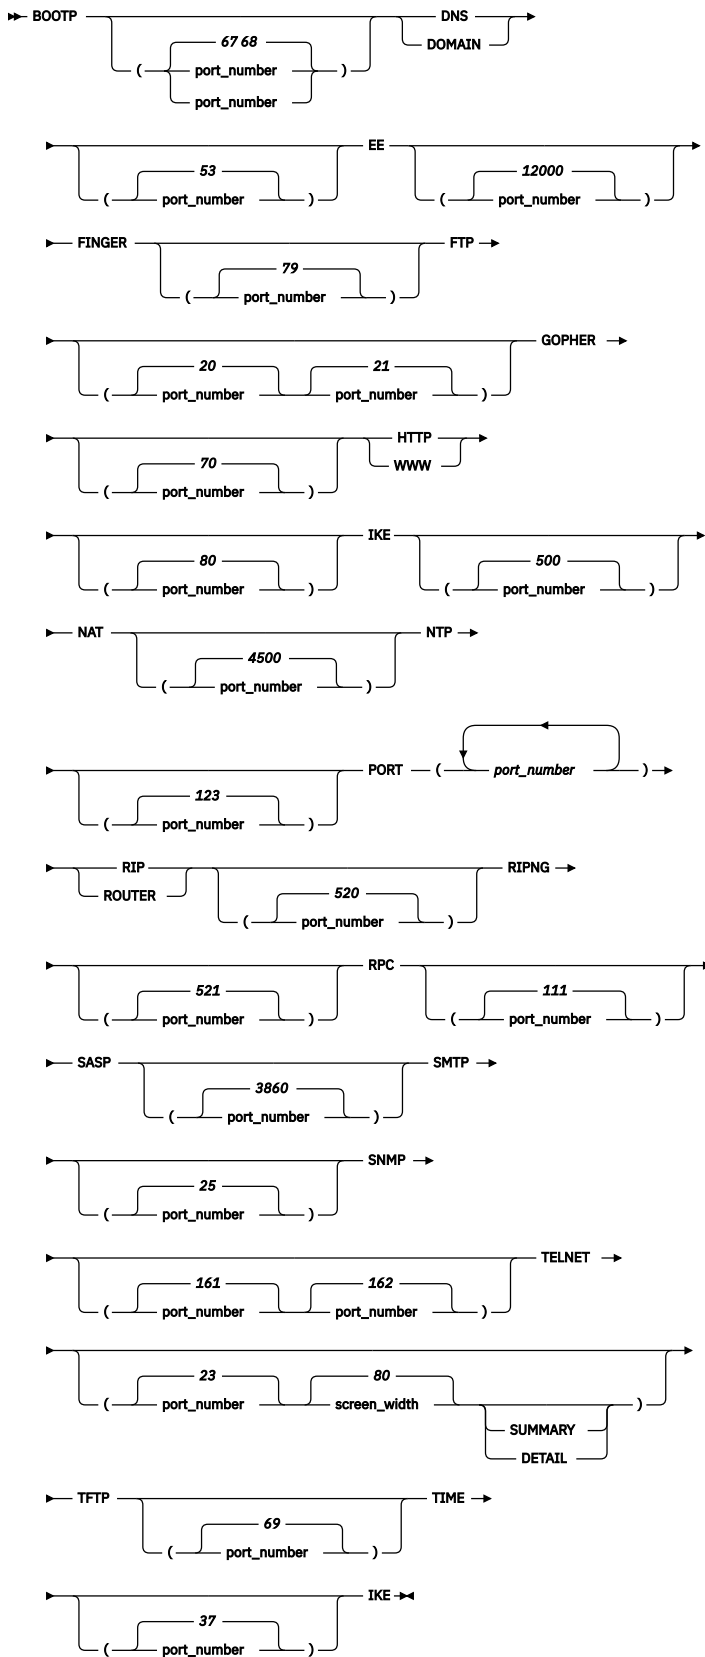 BOOTP DNS
67 68 DOMAIN
( port_number )
port_number
EE
53 12000
( port_number ) ( port_number )
FINGER FTP
79
( port_number )
GOPHER
20 21
( port_number port_number )
HTTP
70 WWW
( port_number )
IKE
80 500
( port_number ) ( port_number )
NAT NTP
4500
( port_number )
PORT ( port_number )
123
( port_number )
RIP RIPNG
ROUTER 520
( port_number )
RPC
521 111
( port_number ) ( port_number )
SASP SMTP
3860
( port_number )
SNMP
25
( port_number )
TELNET
161 162
( port_number port_number )
23 80
( port_number screen_width )
SUMMARY
DETAIL
TFTP TIME
69
( port_number )
IKE
37
( port_number )